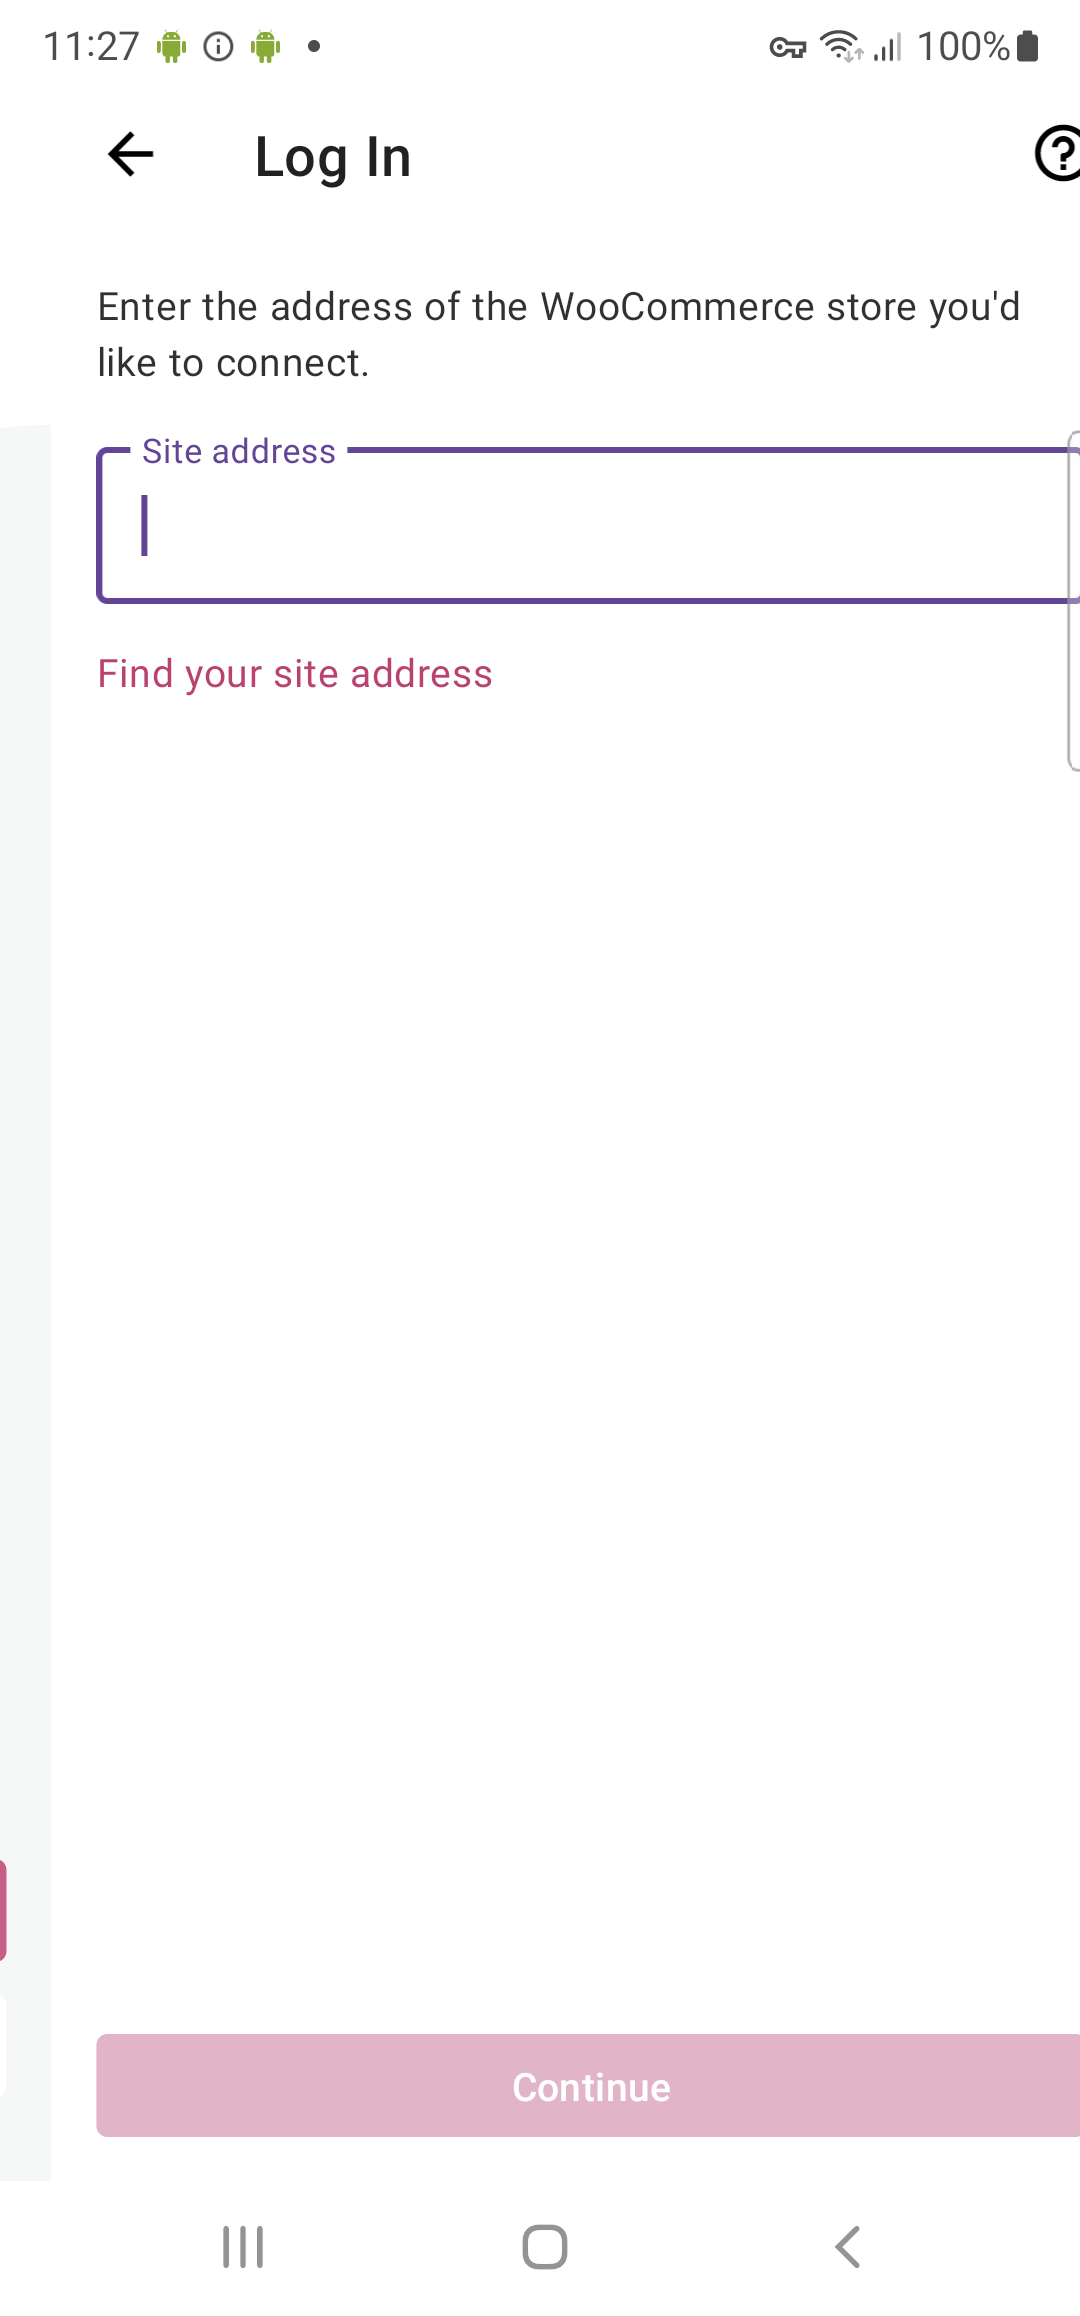 11:27
100%
Log In
Enter the address of the WooCommerce store you'd
like to connect.
Site address
Find your site address
Continue